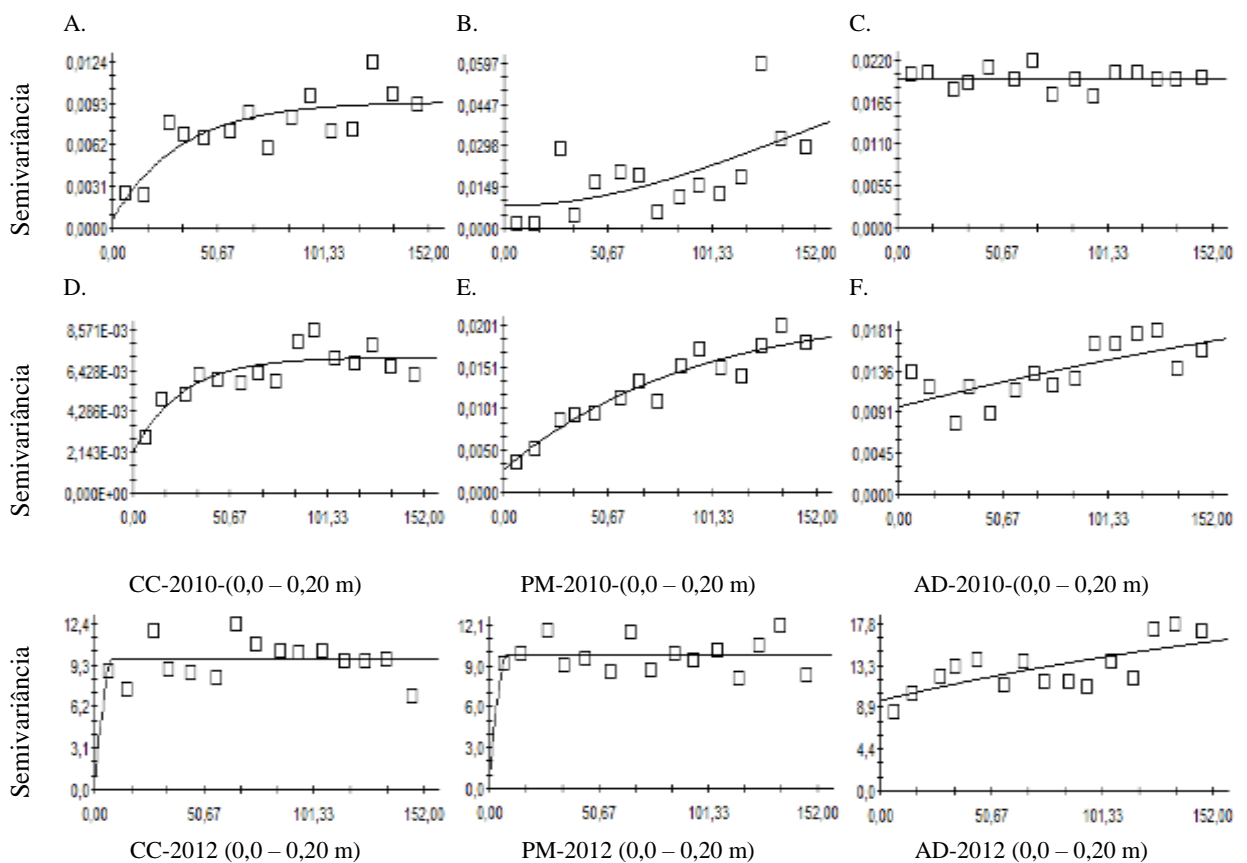 A.
B.
C.
Semivariância
0,0124
0,0093
0,0062
0,0031
0,0000
0,00 50,67 101,33 152,00
0,0597
0,0447
0,0298
0,0149
0,0000
0,00 50,67 101,33 152,00
0,0220
0,0165
0,0110
0,0055
0,0000
0,00 50,67 101,33 152,00
D.
E.
F.
Semivariância
8,571E-03
6,428E-03
4,286E-03
2,143E-03
0,000E+00
0,00 50,67 101,33 152,00
0,0201
0,0151
0,0101
0,0050
0,0000
0,00 50,67 101,33 152,00
0,0181
0,0136
0,0091
0,0045
0,0000
0,00 50,67 101,33 152,00
CC-2010-(0,0 – 0,20 m)
PM-2010-(0,0 – 0,20 m)
AD-2010-(0,0 – 0,20 m)
Semivariância
12,4
9,3
6,2
3,1
0,0
0,00 50,67 101,33 152,00
12,1
9,0
6,0
3,0
0,0
0,00 50,67 101,33 152,00
17,8
13,3
8,9
4,4
0,0
0,00 50,67 101,33 152,00
CC-2012 (0,0 – 0,20 m)
PM-2012 (0,0 – 0,20 m)
AD-2012 (0,0 – 0,20 m)